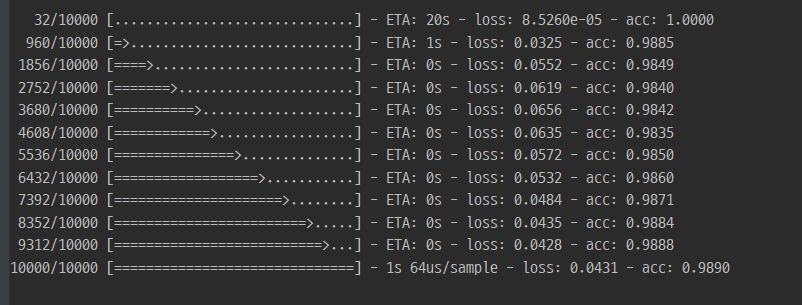 32/10000 [..............................] - ETA: 20s - loss: 8.5260e-05 - acc: 1.0000
960/10000 [=>............................] - ETA: 1s - loss: 0.0325 - acc: 0.9885
1856/10000 [====>.........................] - ETA: 0s - loss: 0.0552 - acc: 0.9849
2752/10000 [=======>......................] - ETA: 0s - loss: 0.0619 - acc: 0.9840
3680/10000 [==========>...................] - ETA: 0s - loss: 0.0656 - acc: 0.9842
4608/10000 [============>.................] - ETA: 0s - loss: 0.0635 - acc: 0.9835
5536/10000 [===============>..............] - ETA: 0s - loss: 0.0572 - acc: 0.9850
6432/10000 [==================>...........] - ETA: 0s - loss: 0.0532 - acc: 0.9860
7392/10000 [=====================>........] - ETA: 0s - loss: 0.0484 - acc: 0.9871
8352/10000 [========================>.....] - ETA: 0s - loss: 0.0435 - acc: 0.9884
9312/10000 [==========================>...] - ETA: 0s - loss: 0.0428 - acc: 0.9888
10000/10000 [==============================] - 1s 64us/sample - loss: 0.0431 - acc: 0.9890